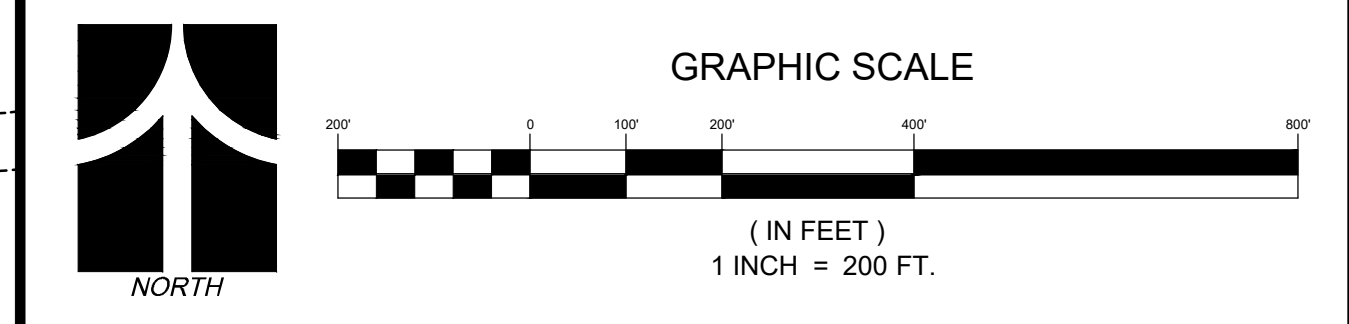 GRAPHIC SCALE
200' 0 100' 200' 400' 800'
( IN FEET )
1 INCH = 200 FT.
NORTH